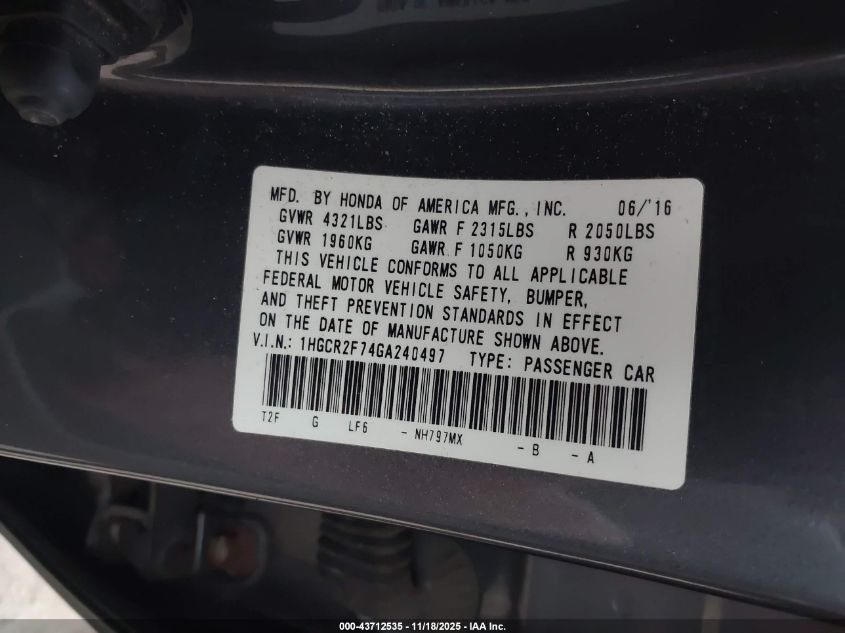 MFD. BY HONDA OF AMERICA MFG., INC. 06/'16
GVWR 4321LBS GAWR F 2315LBS R 2050LBS
GVWR 1960KG GAWR F 1050KG R 930KG
THIS VEHICLE CONFORMS TO ALL APPLICABLE
FEDERAL MOTOR VEHICLE SAFETY, BUMPER,
AND THEFT PREVENTION STANDARDS IN EFFECT
ON THE DATE OF MANUFACTURE SHOWN ABOVE.
V.I.N.: 1HGCR2F74GA240497 TYPE: PASSENGER CAR
T2F G LF6 - NH797MX - B - A
000-43712535 - 11/18/2025 - IAA Inc.